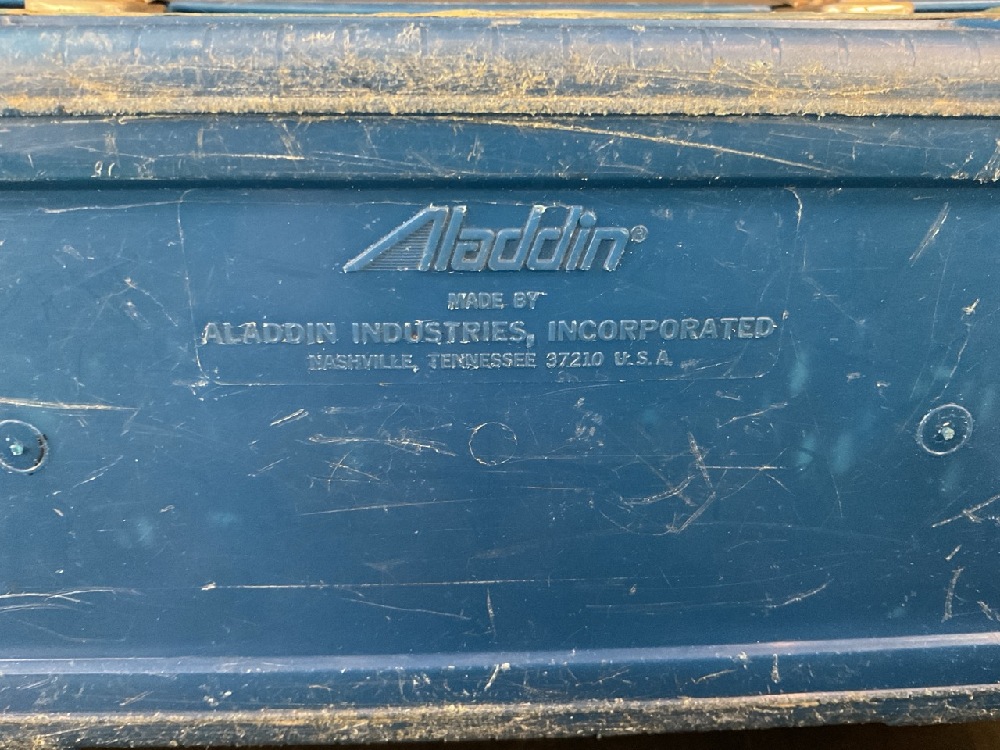 Aladdin®
MADE BY
ALADDIN INDUSTRIES, INCORPORATED
NASHVILLE, TENNESSEE 37210 U.S.A.